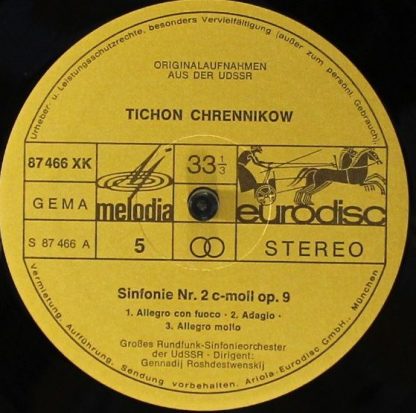 Urheber- u. Leistungsschutzrechte, besonders Vervielfältigung (außer zum persönl. Gebrauch),
ORIGINALAUFNAHMEN
AUS DER UDSSR
TICHON CHRENNIKOW
87 466 XK
33 1/3
GEMA
melodia
eurodisc
S 87 466 A
5
STEREO
Sinfonie Nr. 2 c-moll op. 9
1. Allegro con fuoco · 2. Adagio ·
3. Allegro molto
Großes Rundfunk-Sinfonieorchester
der UdSSR · Dirigent:
Gennadij Roshdestwenskij
Vermietung, Aufführung, Sendung vorbehalten. Ariola-Eurodisc GmbH., München